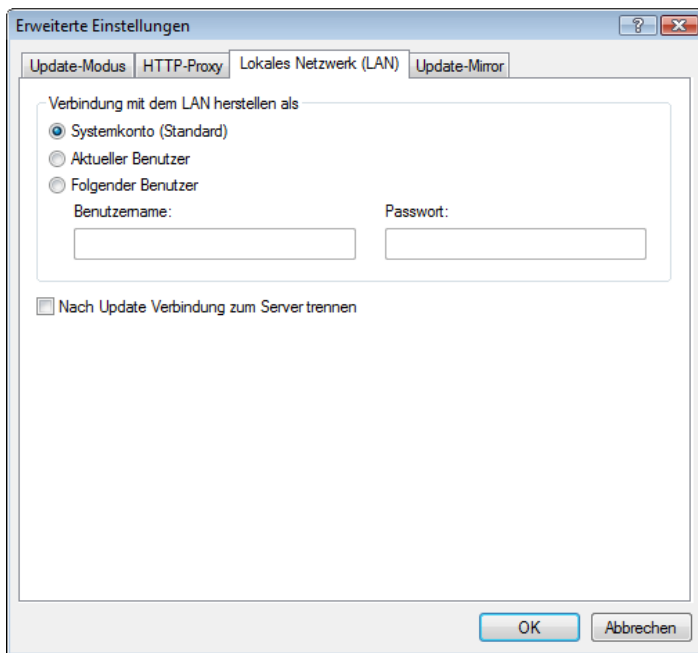 Erweiterte Einstellungen
Update-Modus HTTP-Proxy Lokales Netzwerk (LAN) Update-Mirror
Verbindung mit dem LAN herstellen als
Systemkonto (Standard)
Aktueller Benutzer
Folgender Benutzer
Benutzername: Passwort:
Nach Update Verbindung zum Server trennen
OK Abbrechen